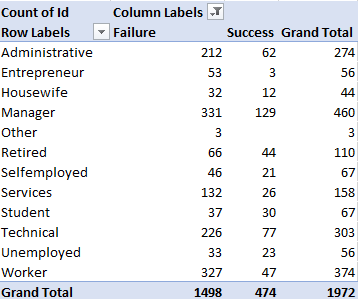 Count of Id Column Labels
Row Labels Failure Success Grand Total
Administrative 212 62 274
Entrepreneur 53 3 56
Housewife 32 12 44
Manager 331 129 460
Other 3 3
Retired 66 44 110
Selfemployed 46 21 67
Services 132 26 158
Student 37 30 67
Technical 226 77 303
Unemployed 33 23 56
Worker 327 47 374
Grand Total 1498 474 1972